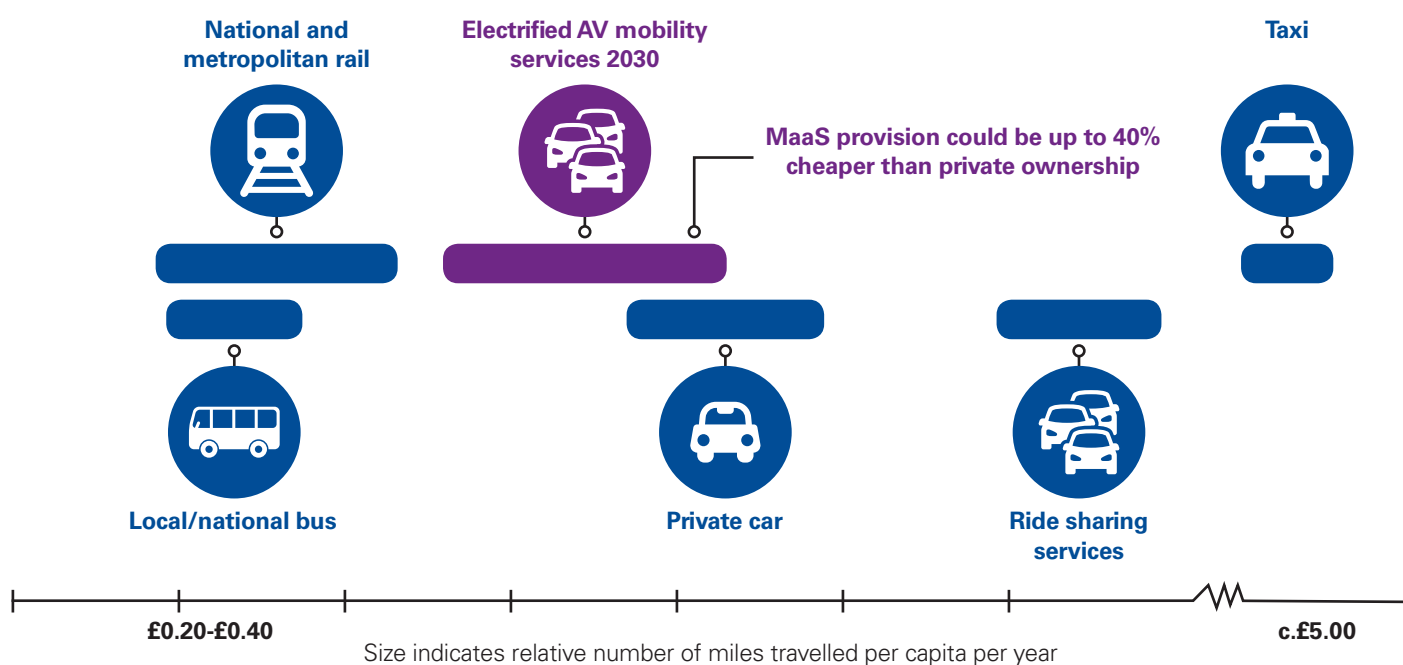 National and
metropolitan rail
Electrified AV mobility
services 2030
Taxi
MaaS provision could be up to 40%
cheaper than private ownership
Local/national bus
Private car
Ride sharing
services
£0.20-£0.40
c.£5.00
Size indicates relative number of miles travelled per capita per year